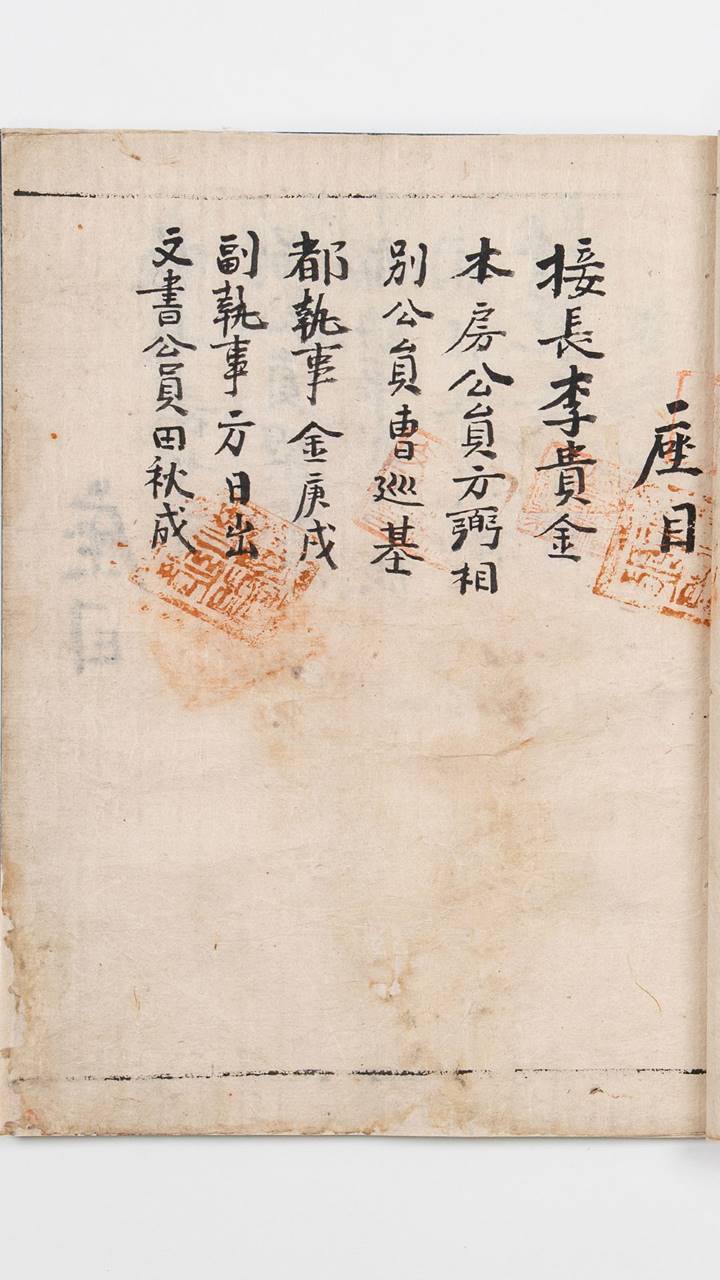 座目
接長李貴金
本房公員方弼相
別公員曹巡基
都執事金庚戌
副執事方日出
文書公員田秋成